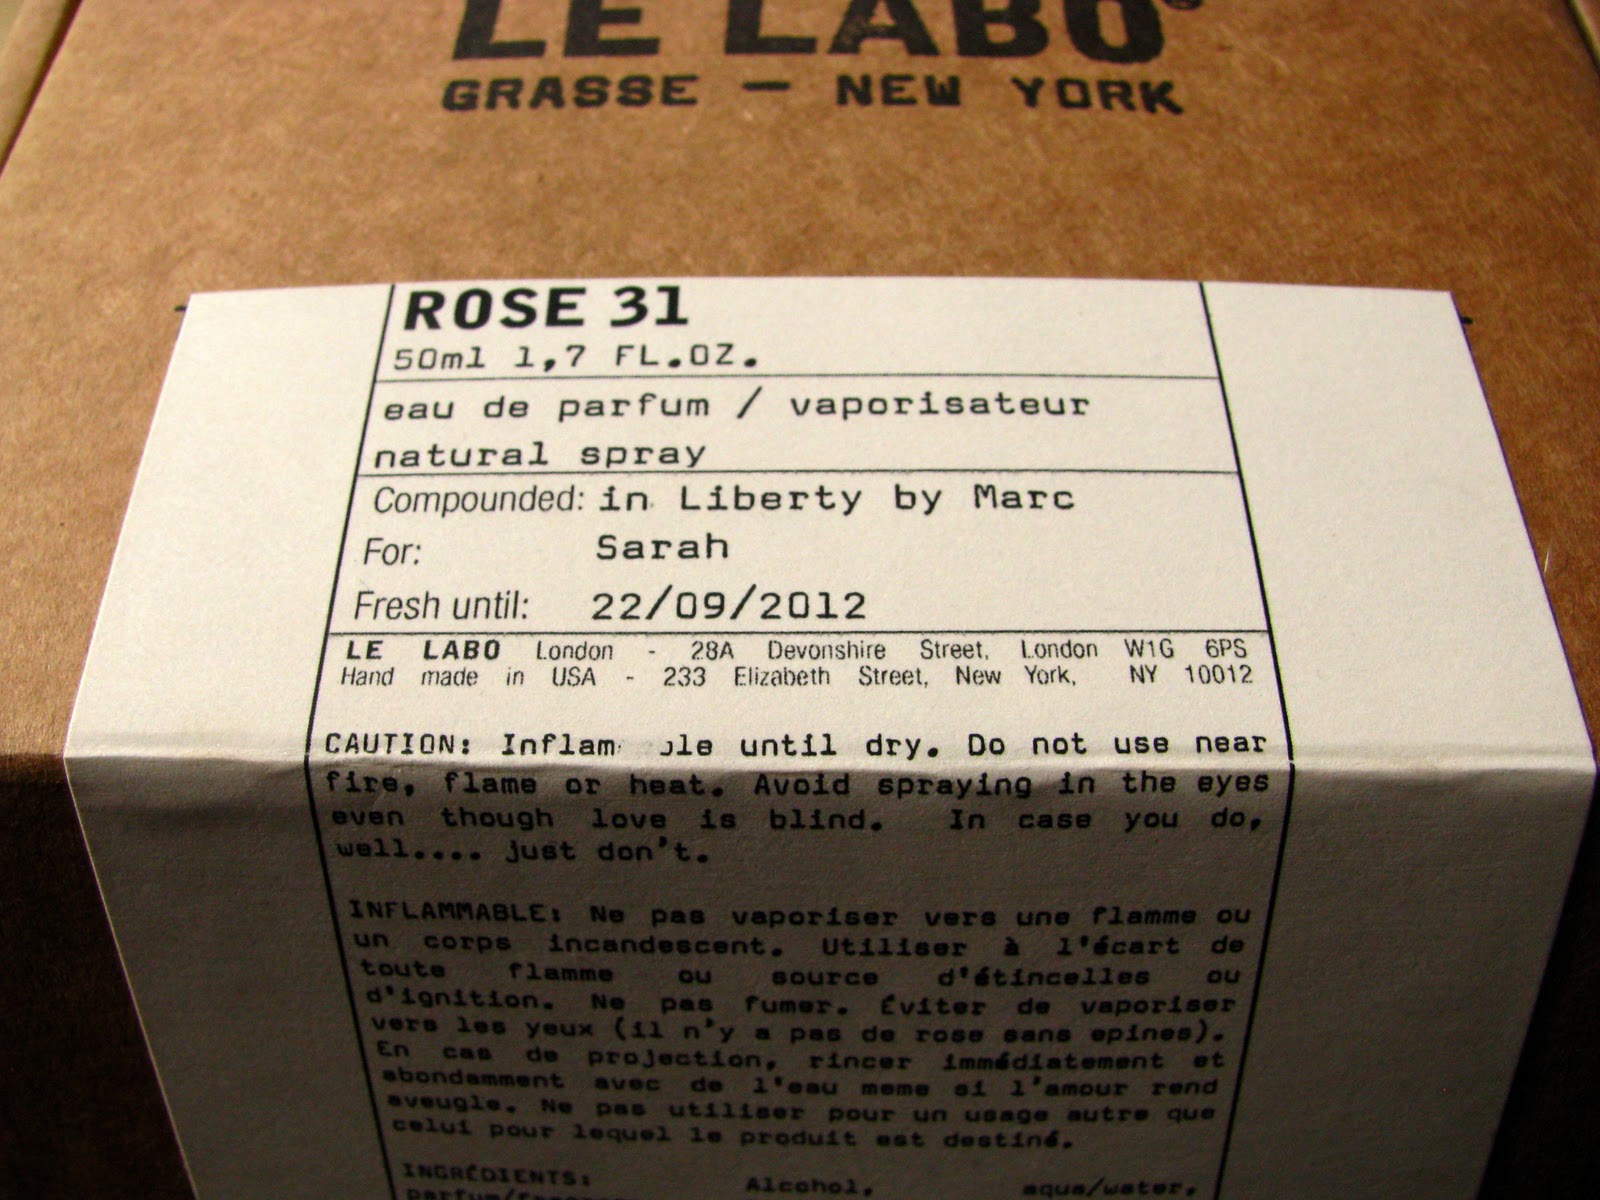 LE LABO®
GRASSE — NEW YORK
ROSE 31
50ml 1,7 FL.OZ.
eau de parfum / vaporisateur
natural spray
Compounded: in Liberty by Marc
For: Sarah
Fresh until: 22/09/2012
LE LABO London - 28A Devonshire Street, London W1G 6PS
Hand made in USA - 233 Elizabeth Street, New York, NY 10012
CAUTION: until dry. Do not use near
fire, flame or heat. Avoid spraying in the eyes
even though love is blind. In case you do,
well.... just don't.
INFLAMMABLE: Ne pas vaporiser vers une flamme ou
un corps incandescent. Utiliser à l'écart de
toute flamme ou source d'étincelles ou
d'ignition. Ne pas fumer. Éviter de vaporiser
vers les yeux (il n'y a pas de rose sans epines).
En cas de projection, rincer immédiatement et
abondamment avec de l'eau meme si l'amour rend
aveugle. Ne pas utiliser pour un usage autre que
celui pour lequel le produit est destiné.
INGRÉDIENTS: Alcohol, aqua/water,